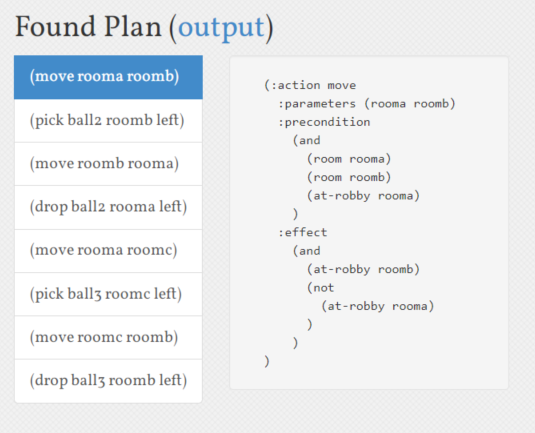 Found Plan (output)
(move rooma roomb)
(pick ball2 roomb left)
(move roomb rooma)
(drop ball2 rooma left)
(move rooma roomc)
(pick ball3 roomc left)
(move roomc roomb)
(drop ball3 roomb left)
(:action move
  :parameters (rooma roomb)
  :precondition
    (and
      (room rooma)
      (room roomb)
      (at-robby rooma)
    )
  :effect
    (and
      (at-robby roomb)
      (not
        (at-robby rooma)
      )
    )
)